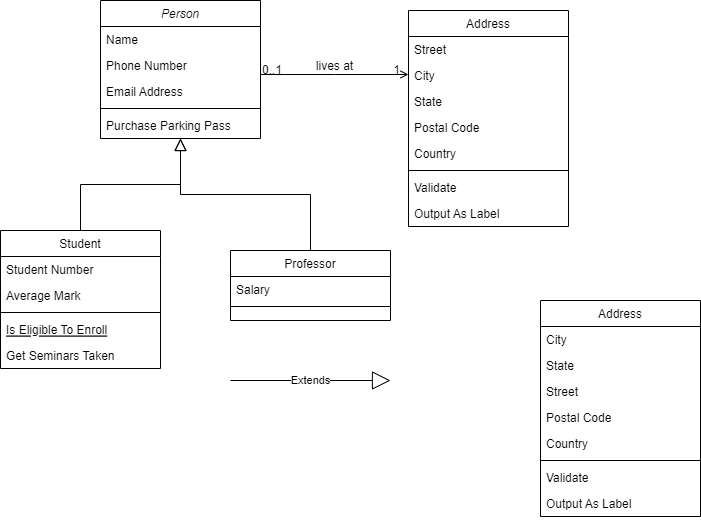 Person
Name
Phone Number
Email Address
Purchase Parking Pass
0..1
lives at
1
Address
Street
City
State
Postal Code
Country
Validate
Output As Label
Student
Student Number
Average Mark
Is Eligible To Enroll
Get Seminars Taken
Professor
Salary
Extends
Address
City
State
Street
Postal Code
Country
Validate
Output As Label